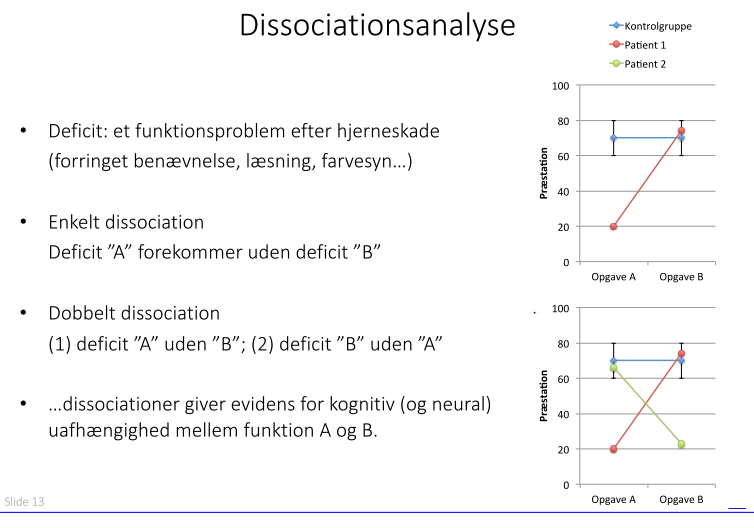 Dissociationsanalyse
• Deficit: et funktionsproblem efter hjerneskade
(forringet benævnelse, læsning, farvesyn…)
• Enkelt dissociation
Deficit ”A” forekommer uden deficit ”B”
• Dobbelt dissociation
(1) deficit ”A” uden ”B”; (2) deficit ”B” uden ”A”
• …dissociationer giver evidens for kognitiv (og neural)
uafhængighed mellem funktion A og B.
Slide 13
Kontrolgruppe
Patient 1
Patient 2
100
80
60
40
20
0
Præstation
Opgave A
Opgave B
100
80
60
40
20
0
Præstation
Opgave A
Opgave B